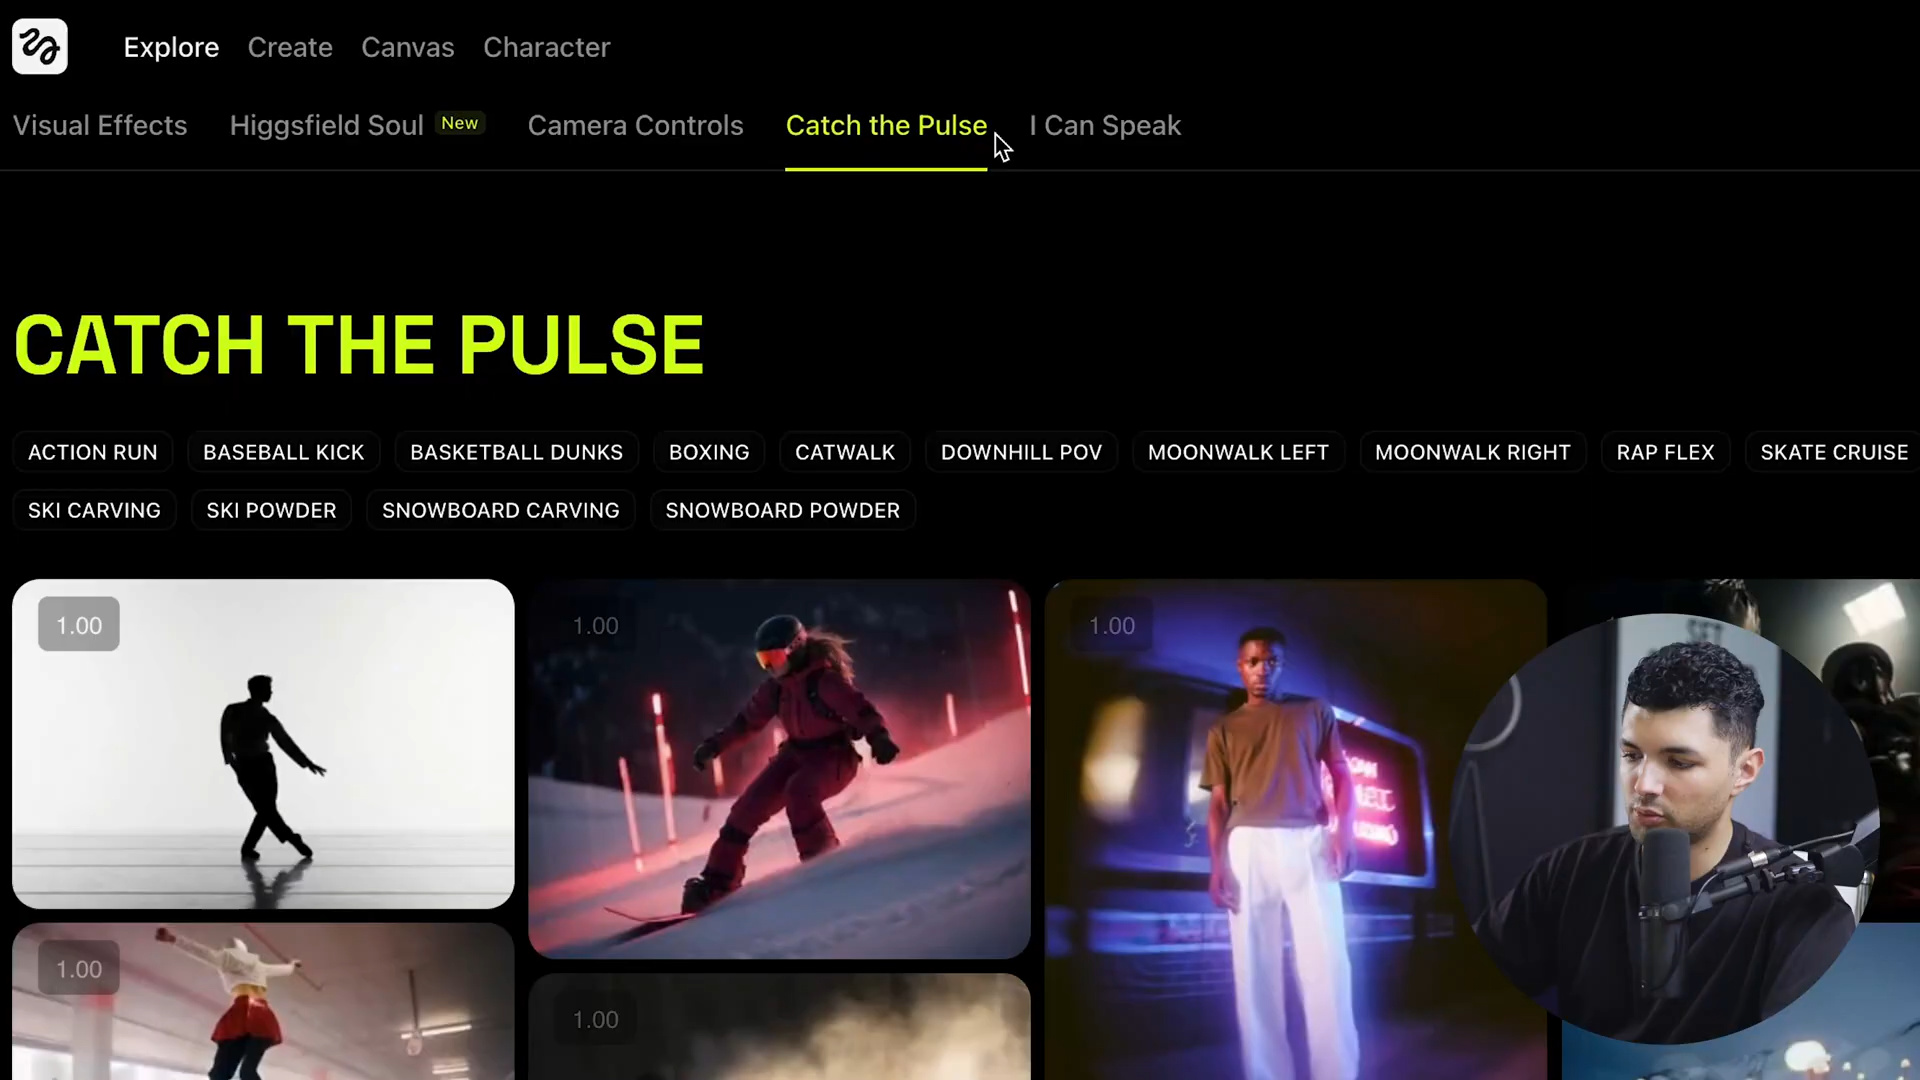 Explore Create Canvas Character
Visual Effects Higgsfield Soul New Camera Controls Catch the Pulse I Can Speak
CATCH THE PULSE
ACTION RUN BASEBALL KICK BASKETBALL DUNKS BOXING CATWALK DOWNHILL POV MOONWALK LEFT MOONWALK RIGHT RAP FLEX SKATE CRUISE
SKI CARVING SKI POWDER SNOWBOARD CARVING SNOWBOARD POWDER
1.00 1.00 1.00
1.00
1.00